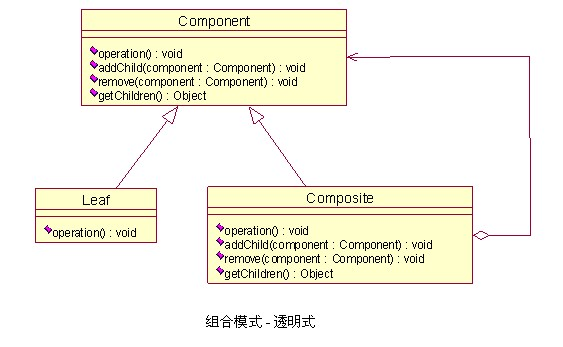 Component
operation() : void
addChild(component : Component) : void
remove(component : Component) : void
getChildren() : Object
Leaf
operation() : void
Composite
operation() : void
addChild(component : Component) : void
remove(component : Component) : void
getChildren() : Object
组合模式 - 透明式